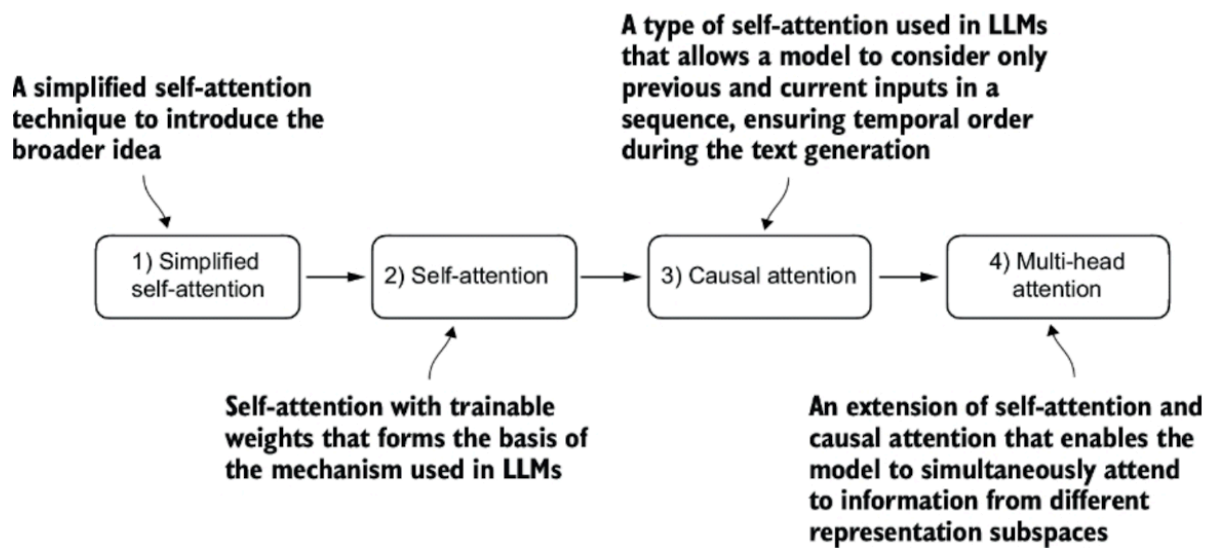 A type of self-attention used in LLMs
that allows a model to consider only
previous and current inputs in a
sequence, ensuring temporal order
during the text generation
A simplified self-attention
technique to introduce the
broader idea
1) Simplified
self-attention
2) Self-attention
3) Causal attention
4) Multi-head
attention
Self-attention with trainable
weights that forms the basis of
the mechanism used in LLMs
An extension of self-attention and
causal attention that enables the
model to simultaneously attend
to information from different
representation subspaces